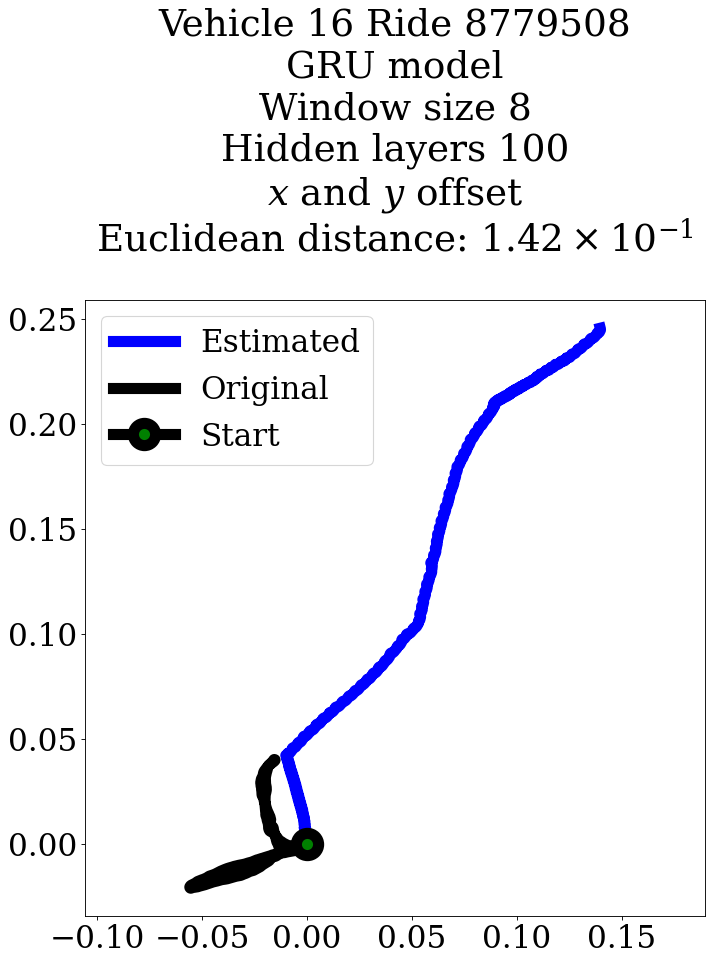 Vehicle 16 Ride 8779508
GRU model
Window size 8
Hidden layers 100
x and y offset
Euclidean distance: 1.42 × 10⁻¹
Estimated
Original
Start
0.25
0.20
0.15
0.10
0.05
0.00
−0.10 −0.05 0.00 0.05 0.10 0.15